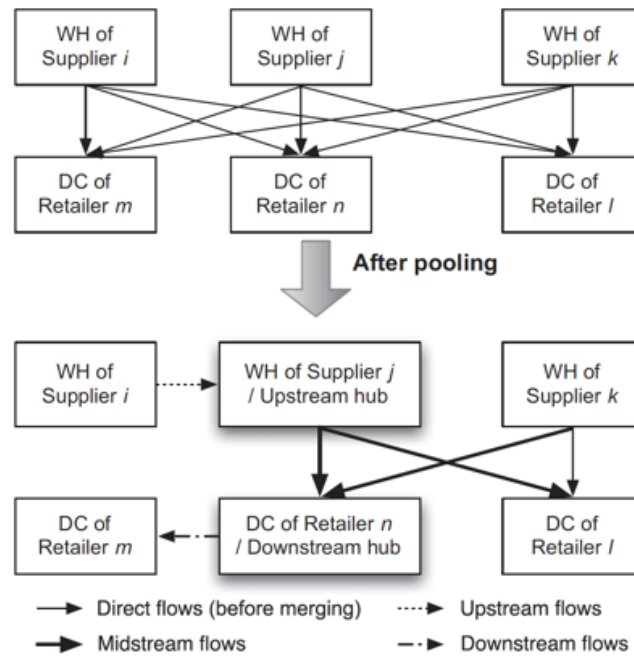 WH of
Supplier i
WH of
Supplier j
WH of
Supplier k
DC of
Retailer m
DC of
Retailer n
DC of
Retailer l
After pooling
WH of
Supplier i
WH of Supplier j
/ Upstream hub
WH of
Supplier k
DC of
Retailer m
DC of Retailer n
/ Downstream hub
DC of
Retailer l
Direct flows (before merging)
Upstream flows
Midstream flows
Downstream flows